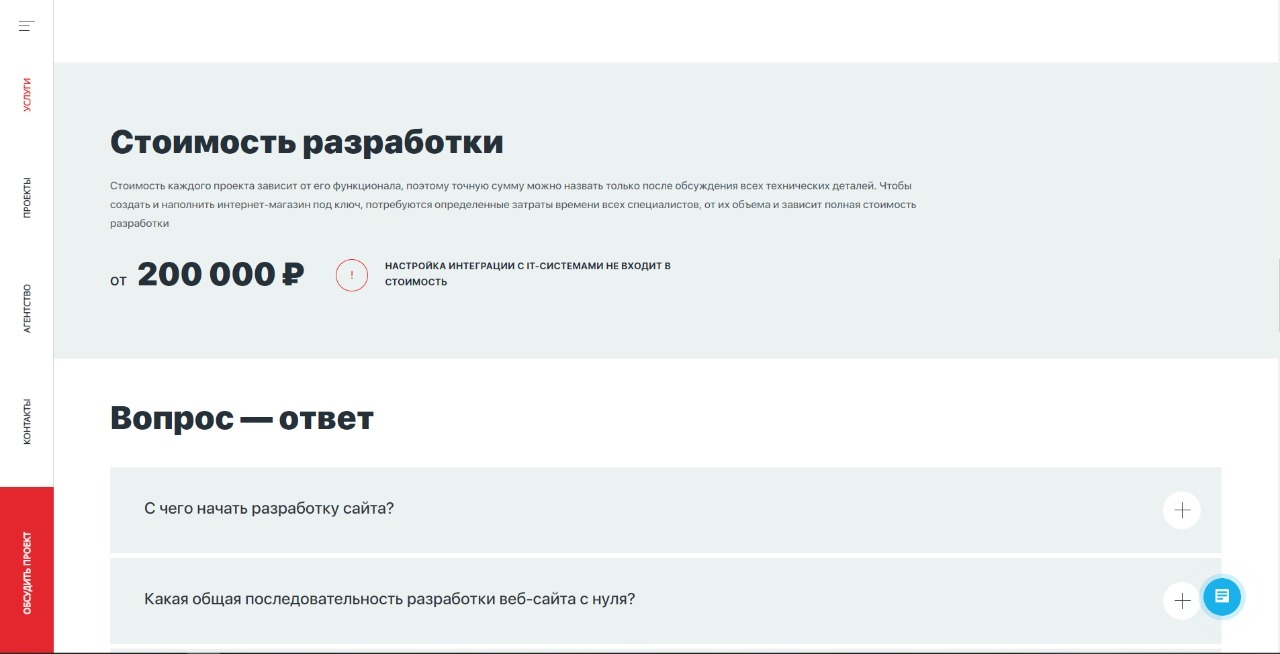 УСЛУГИ
ПРОЕКТЫ
АГЕНТСТВО
КОНТАКТЫ
ОБСУДИТЬ ПРОЕКТ
Стоимость разработки
Стоимость каждого проекта зависит от его функционала, поэтому точную сумму можно назвать только после обсуждения всех технических деталей. Чтобы
создать и наполнить интернет-магазин под ключ, потребуются определенные затраты времени всех специалистов, от их объема и зависит полная стоимость
разработки
от 200 000 ₽
!
НАСТРОЙКА ИНТЕГРАЦИИ С IT-СИСТЕМАМИ НЕ ВХОДИТ В
СТОИМОСТЬ
Вопрос — ответ
С чего начать разработку сайта?
Какая общая последовательность разработки веб-сайта с нуля?